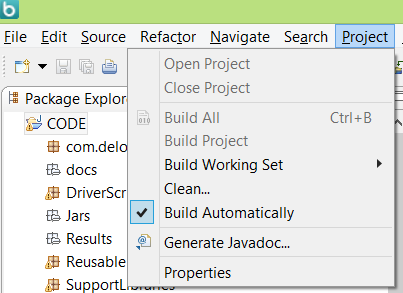 b
File Edit Source Refactor Navigate Search Project
Package Explor
CODE
com.delo
docs
DriverScr
Jars
Results
Reusable
SupportLibraries
Open Project
Close Project
Build All Ctrl+B
Build Project
Build Working Set
Clean...
Build Automatically
Generate Javadoc...
Properties